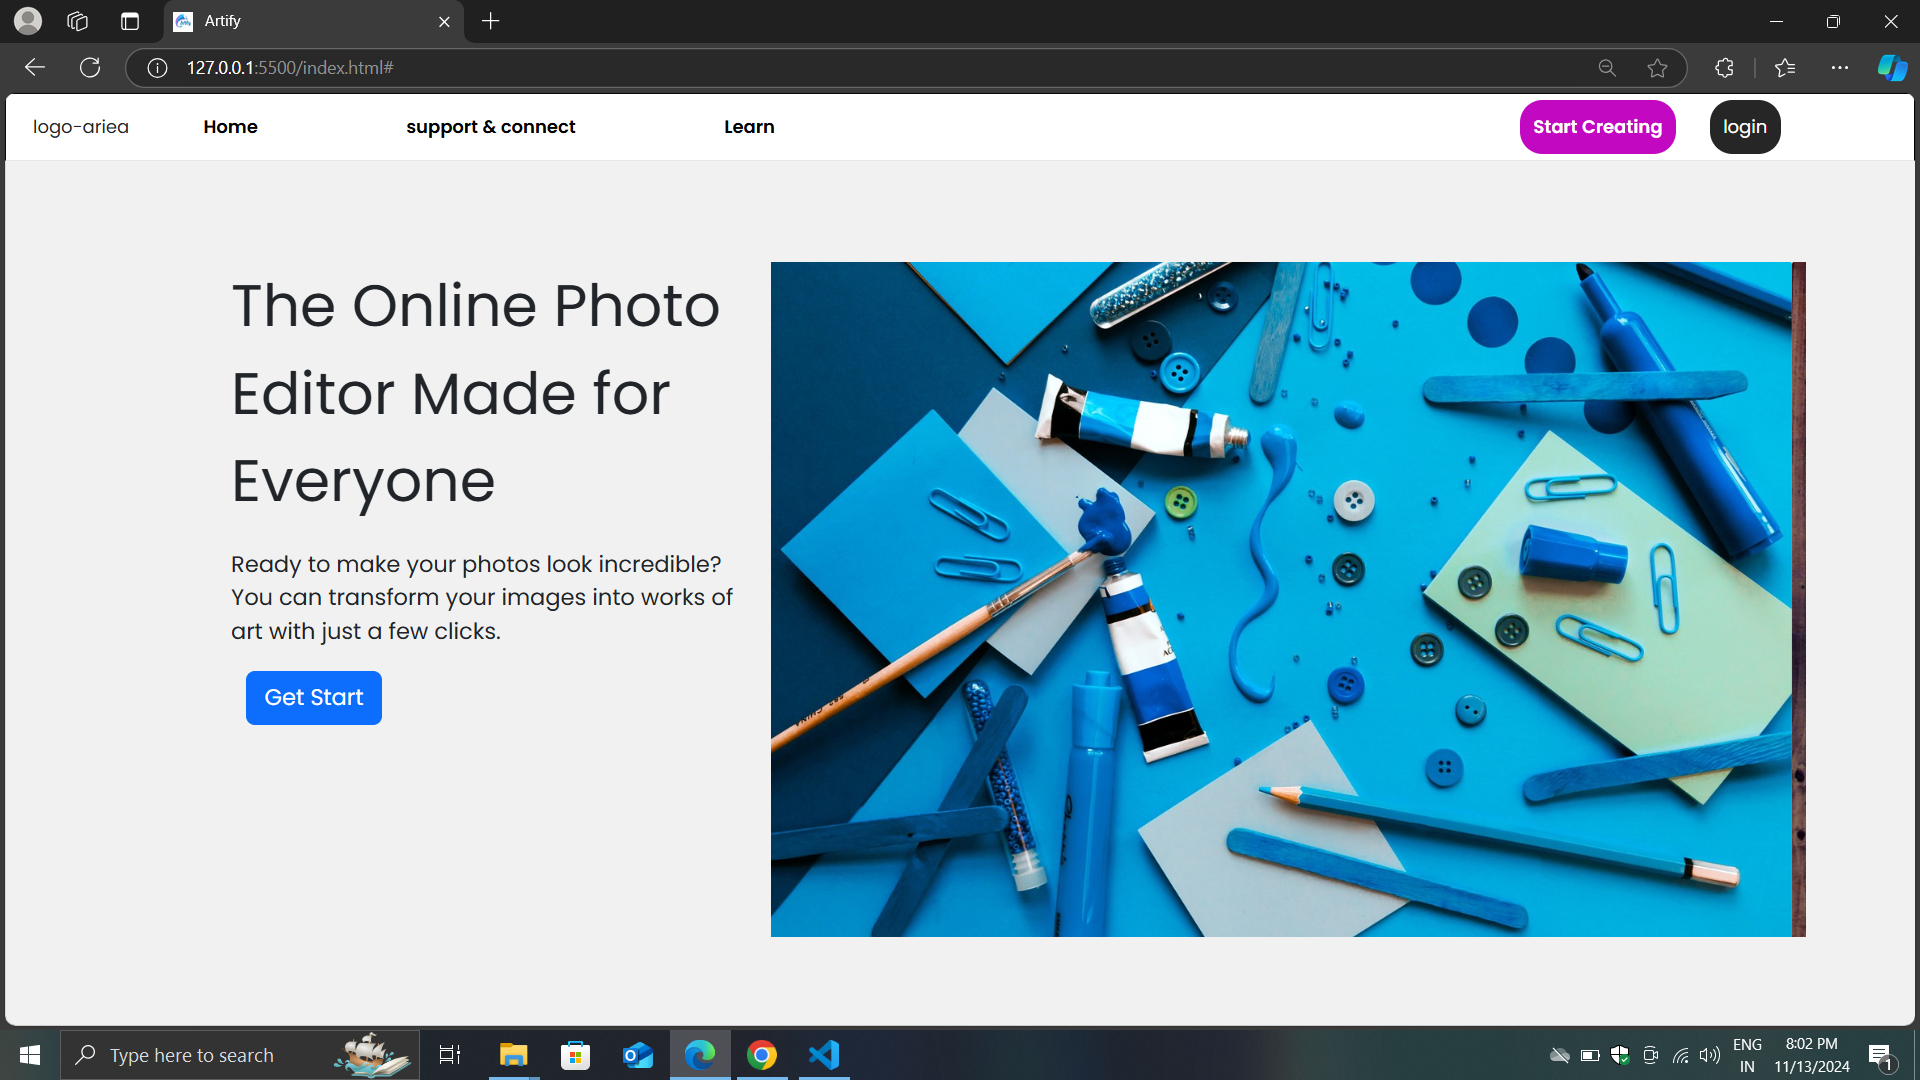 Artify
127.0.0.1:5500/index.html#
logo-ariea
Home
support & connect
Learn
Start Creating
login
The Online Photo
Editor Made for
Everyone
Ready to make your photos look incredible?
You can transform your images into works of
art with just a few clicks.
Get Start
Type here to search
ENG
IN
8:02 PM
11/13/2024
1